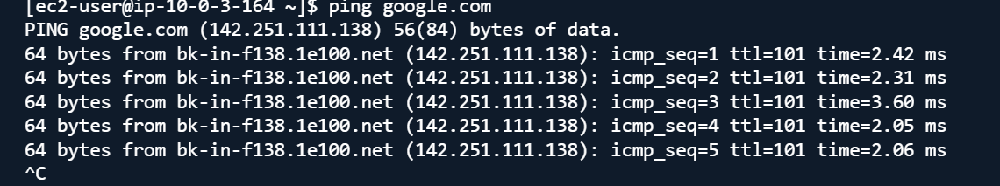 [ec2-user@ip-10-0-3-164 ~]$ ping google.com
PING google.com (142.251.111.138) 56(84) bytes of data.
64 bytes from bk-in-f138.1e100.net (142.251.111.138): icmp_seq=1 ttl=101 time=2.42 ms
64 bytes from bk-in-f138.1e100.net (142.251.111.138): icmp_seq=2 ttl=101 time=2.31 ms
64 bytes from bk-in-f138.1e100.net (142.251.111.138): icmp_seq=3 ttl=101 time=3.60 ms
64 bytes from bk-in-f138.1e100.net (142.251.111.138): icmp_seq=4 ttl=101 time=2.05 ms
64 bytes from bk-in-f138.1e100.net (142.251.111.138): icmp_seq=5 ttl=101 time=2.06 ms
^C